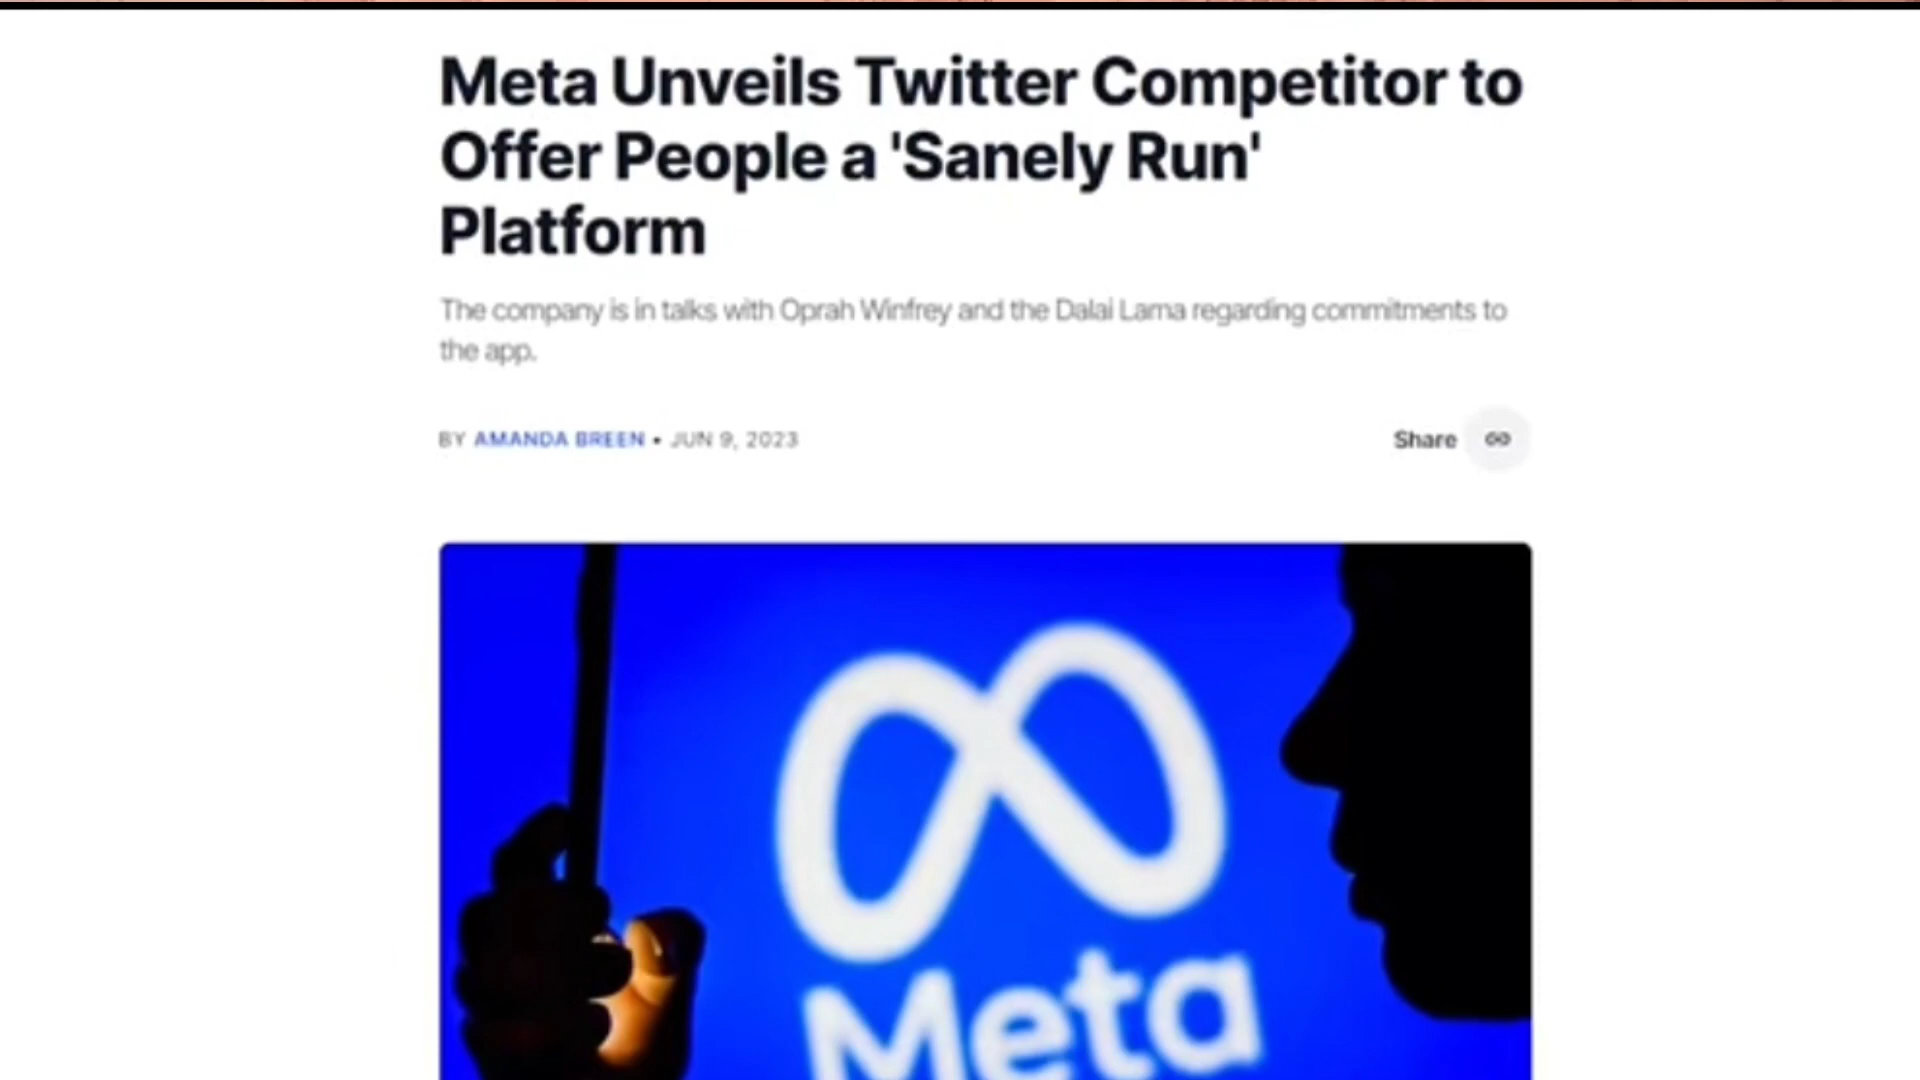 Meta Unveils Twitter Competitor to
Offer People a 'Sanely Run'
Platform
The company is in talks with Oprah Winfrey and the Dalai Lama regarding commitments to
the app.
BY AMANDA BREEN • JUN 9, 2023
Share
Meta